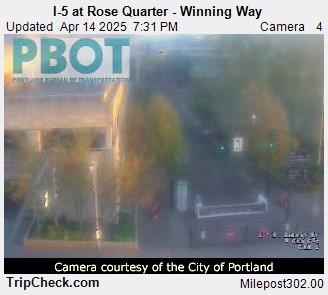 I-5 at Rose Quarter - Winning Way
Updated Apr 14 2025 7:31 PM Camera 4
PBOT
PORTLAND BUREAU OF TRANSPORTATION
Camera courtesy of the City of Portland
TripCheck.com Milepost302.00